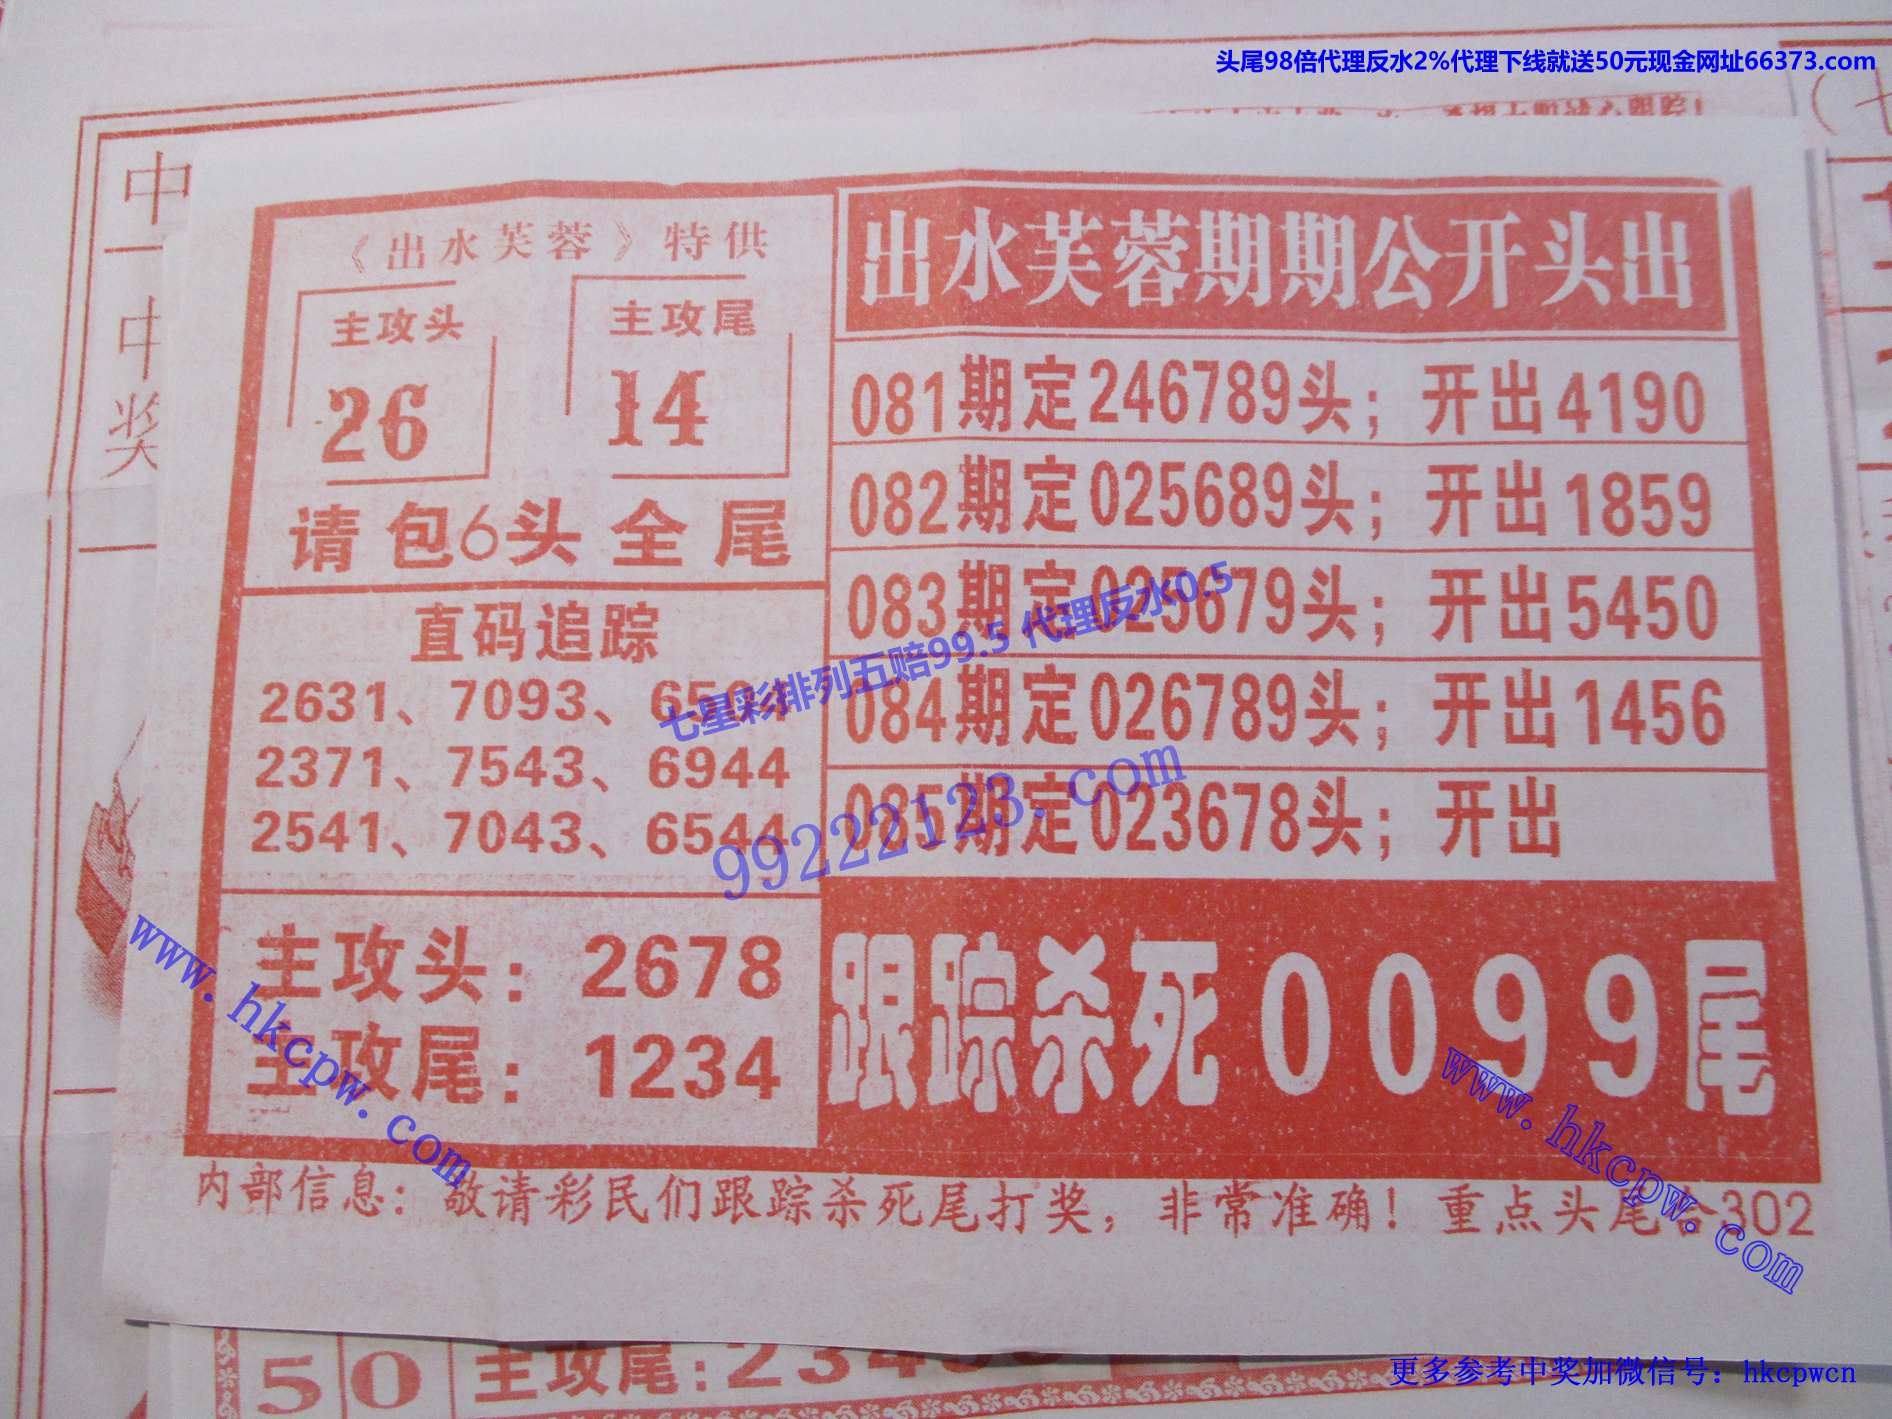 头尾98倍代理反水2%代理下线就送50元现金网址66373.com
中
中
奖
《出水芙蓉》特供
主攻头
26
主攻尾
14
请包6头全尾
直码追踪
2631、7093、
2371、7543、6944
2541、7043、6544
主攻头：2678
主攻尾：1234
出水芙蓉期期公开头出
081期定246789头；开出4190
082期定025689头；开出1859
083期定025679头；开出5450
084期定026789头；开出1456
085期定023678头；开出
跟踪杀死0099尾
七星彩排列五赔99.5 代理反水0.5
99222123.com
www.hkcpw.com
www.hkcpw.com
内部信息：敬请彩民们跟踪杀死尾打奖，非常准确！重点头尾合302
50
主攻尾:
更多参考中奖加微信号：hkcpwcn